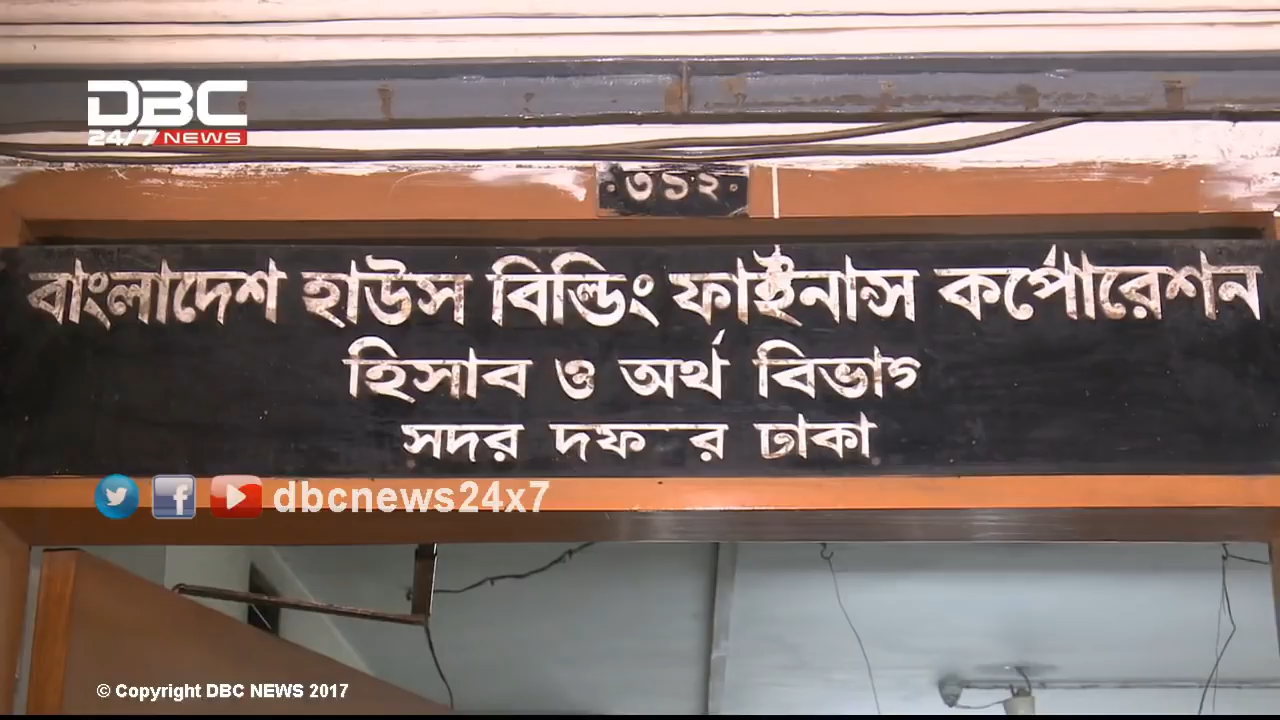 DBC
24/7 NEWS
৩১২
বাংলাদেশ হাউস বিল্ডিং ফাইনান্স কর্পোরেশন
হিসাব ও অর্থ বিভাগ
সদর দফ র ঢাকা
dbcnews24x7
© Copyright DBC NEWS 2017